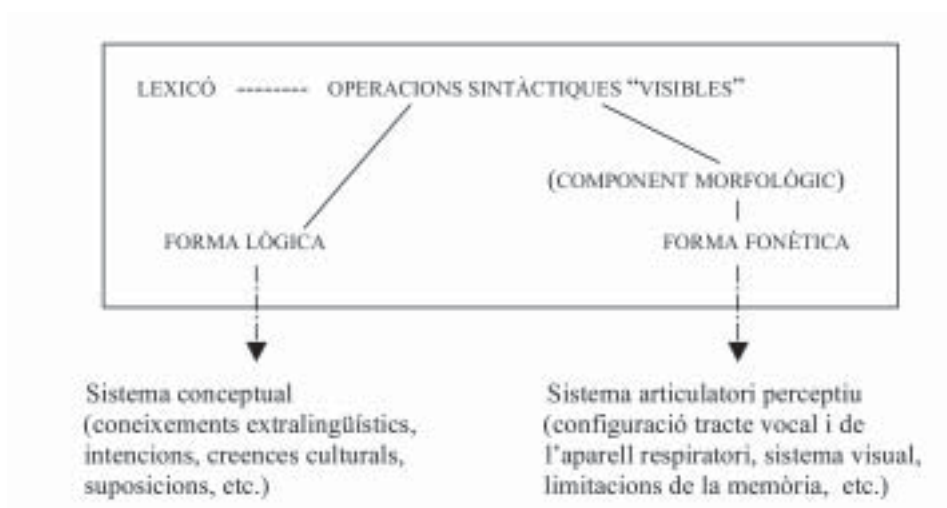 LEXICÓ -------- OPERACIONS SINTÀCTIQUES “VISIBLES”
(COMPONENT MORFOLÒGIC)
FORMA LÒGICA
FORMA FONÈTICA
Sistema conceptual
(coneixements extralingüístics,
intencions, creences culturals,
suposicions, etc.)
Sistema articulatori perceptiu
(configuració tracte vocal i de
l’aparell respiratori, sistema visual,
limitacions de la memòria, etc.)